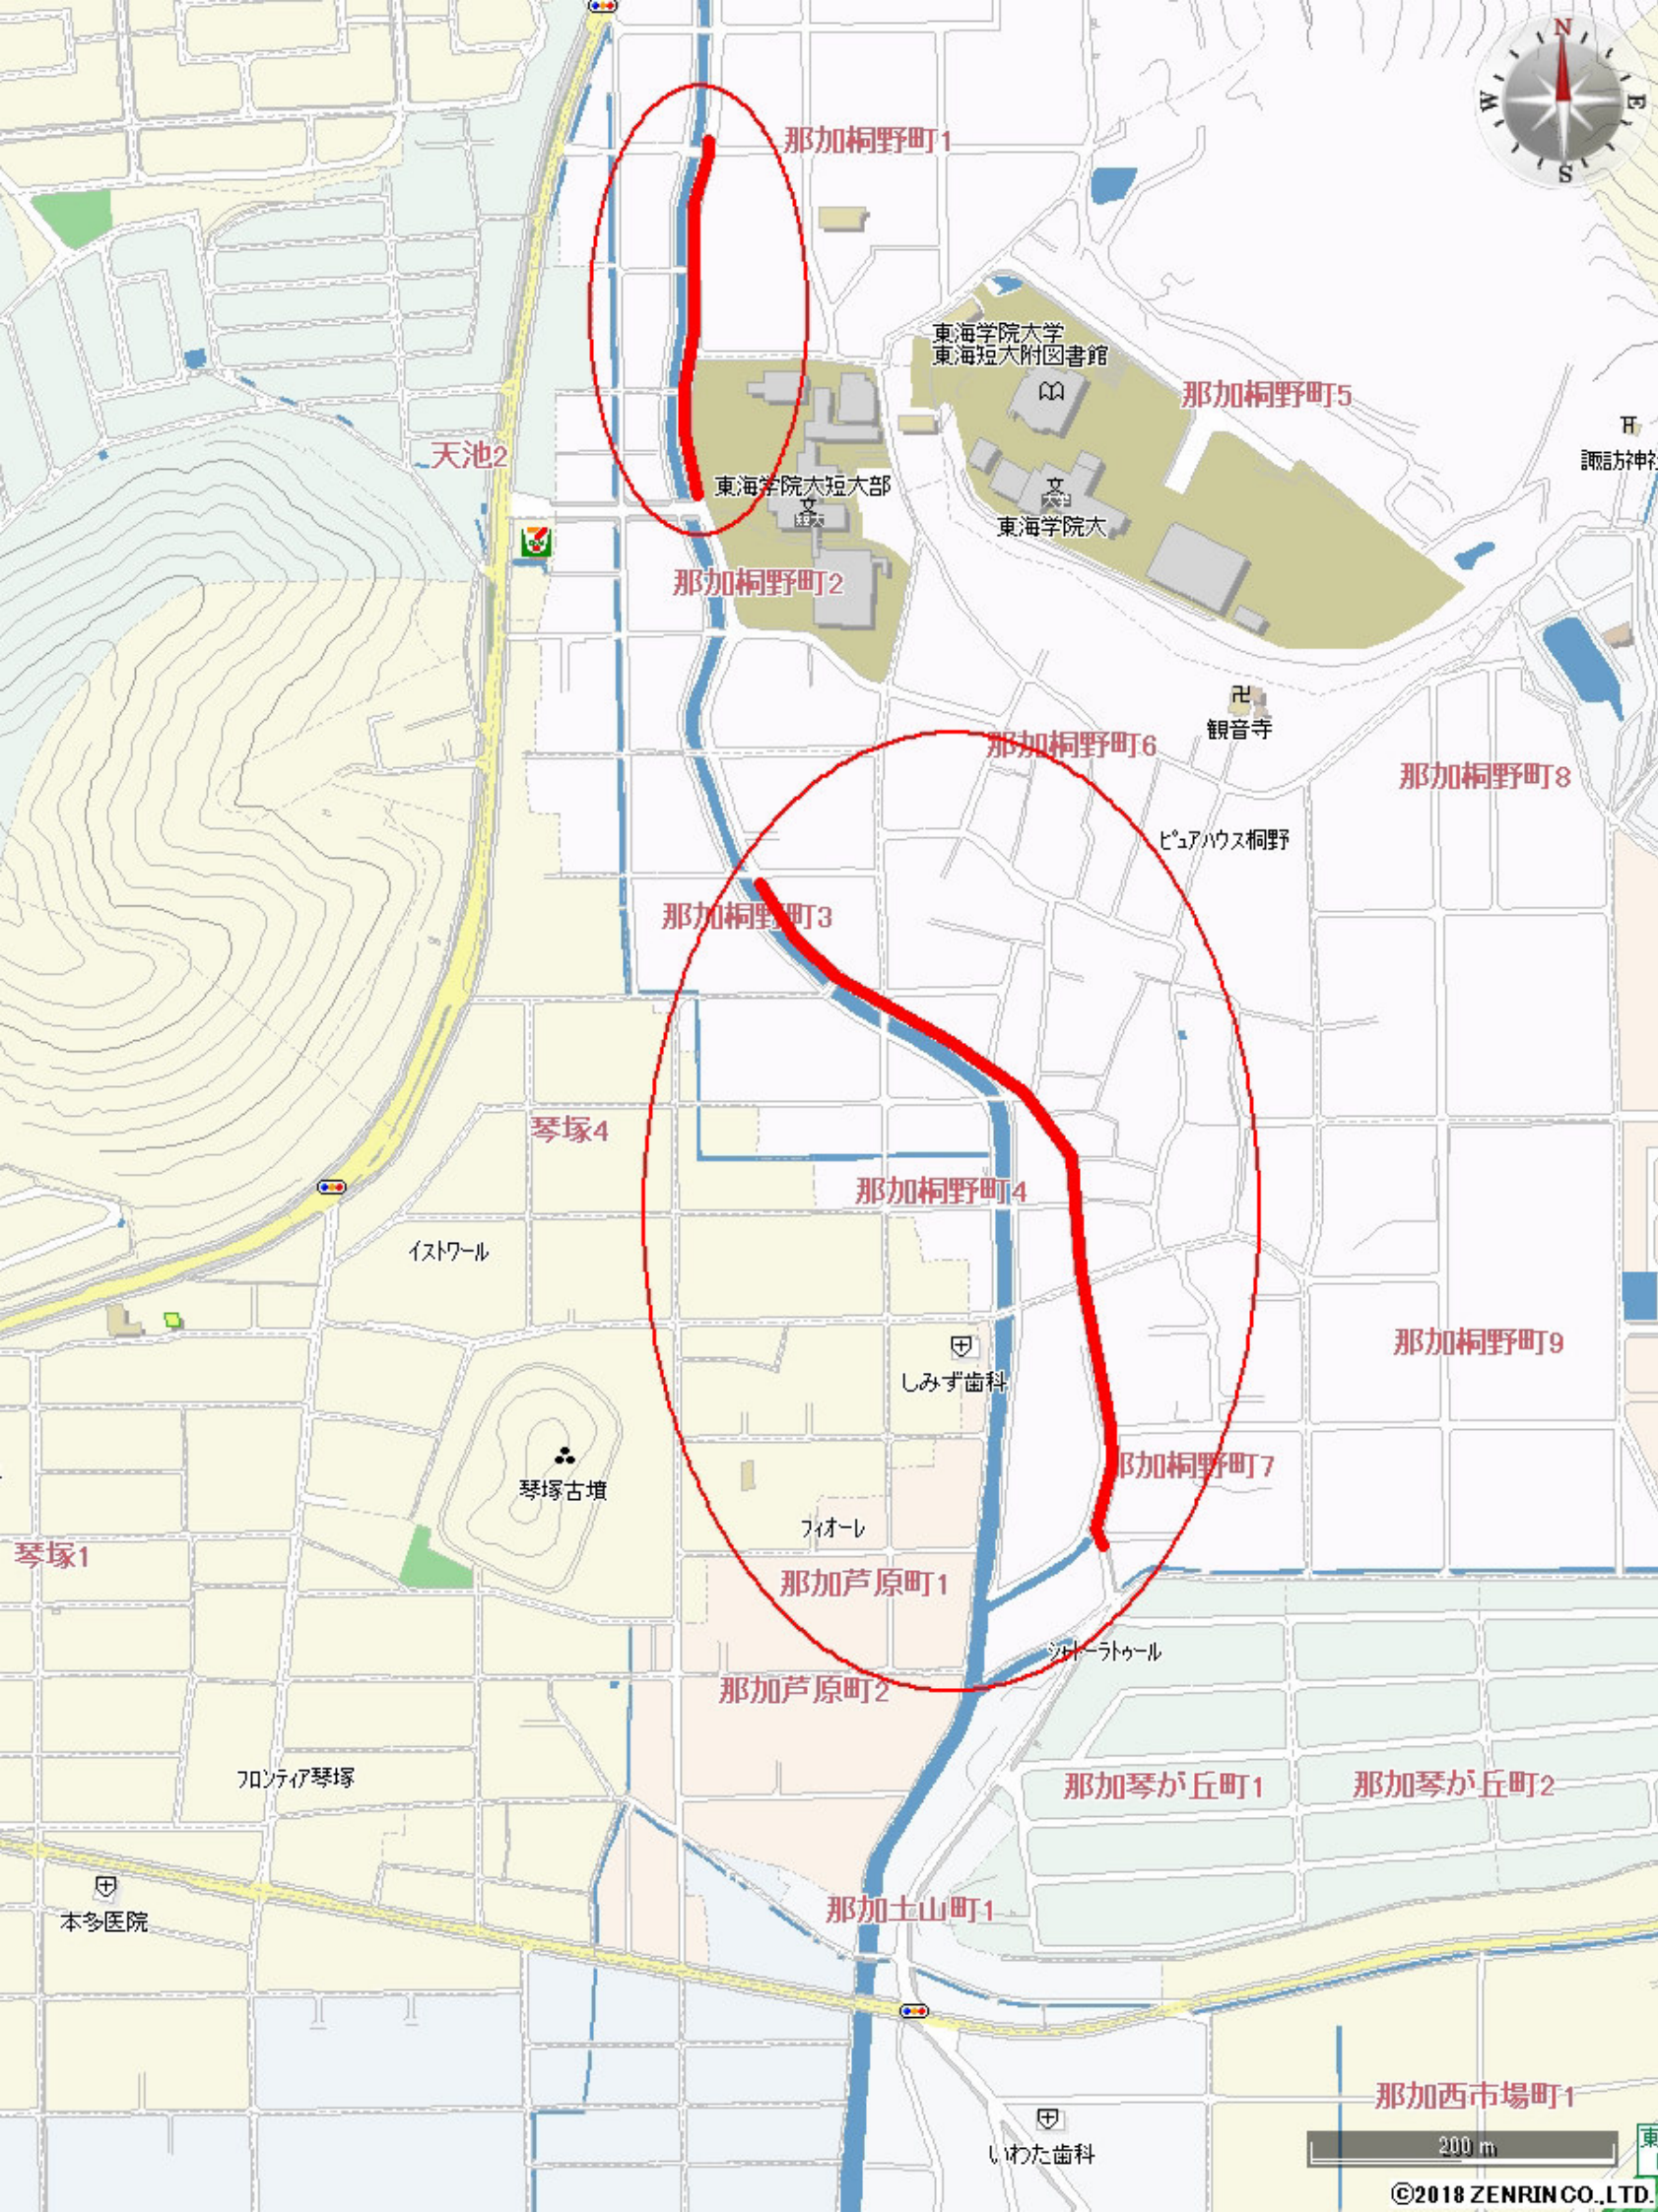 N
W
E
S
那加桐野町1
東海学院大学
東海短大附図書館
那加桐野町5
天池2
諏訪神社
東海学院大短大部
文
短大
文
大学
東海学院大
那加桐野町2
那加桐野町6
卍
観音寺
那加桐野町8
ピュアハウス桐野
那加桐野町3
琴塚4
那加桐野町4
イストワール
那加桐野町9
しみず歯科
那加桐野町7
琴塚古墳
フィオーレ
琴塚1
那加芦原町1
シャトーラトゥール
那加芦原町2
フロンティア琴塚
那加琴が丘町1
那加琴が丘町2
本多医院
那加土山町1
那加西市場町1
いわた歯科
200 m
東
©2018 ZENRIN CO., LTD.